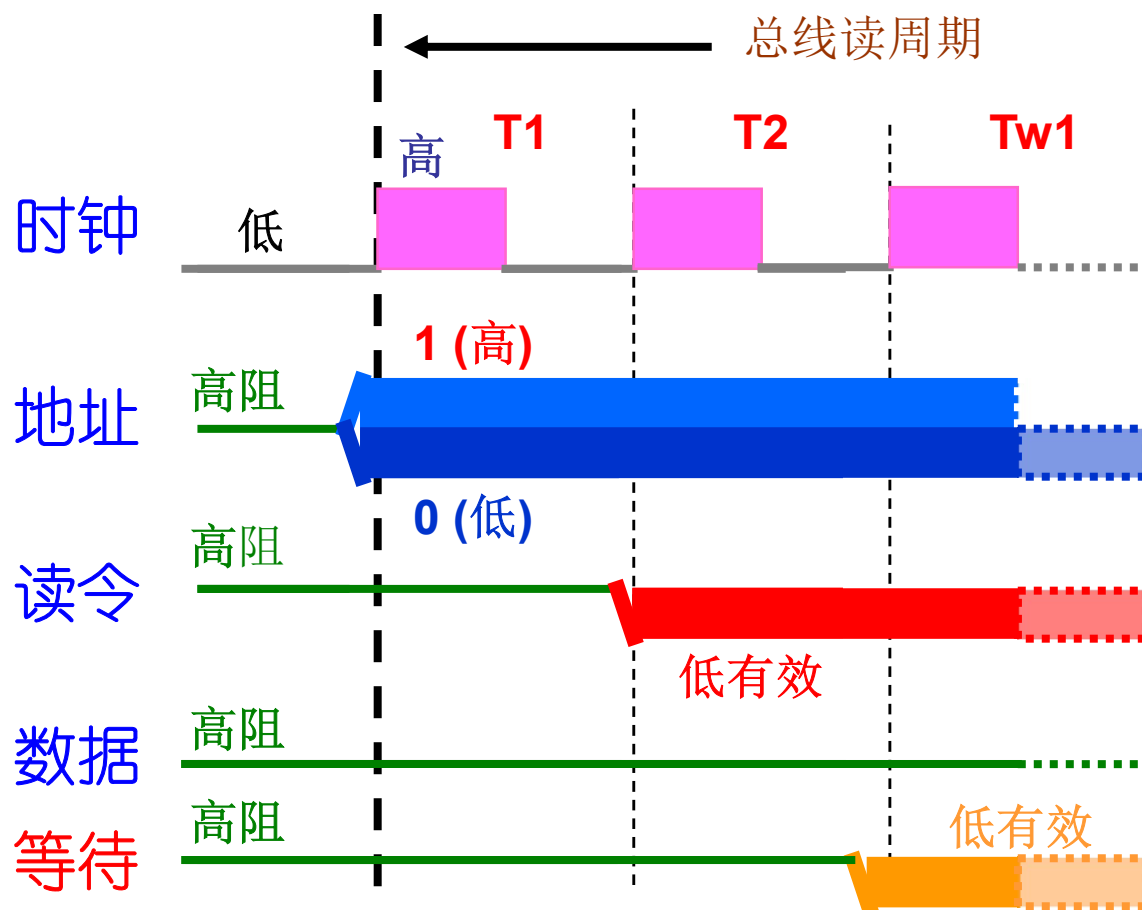 总线读周期
T1
T2
Tw1
高
时钟
低
1 (高)
高阻
地址
0 (低)
高阻
读令
低有效
高阻
数据
高阻
低有效
等待